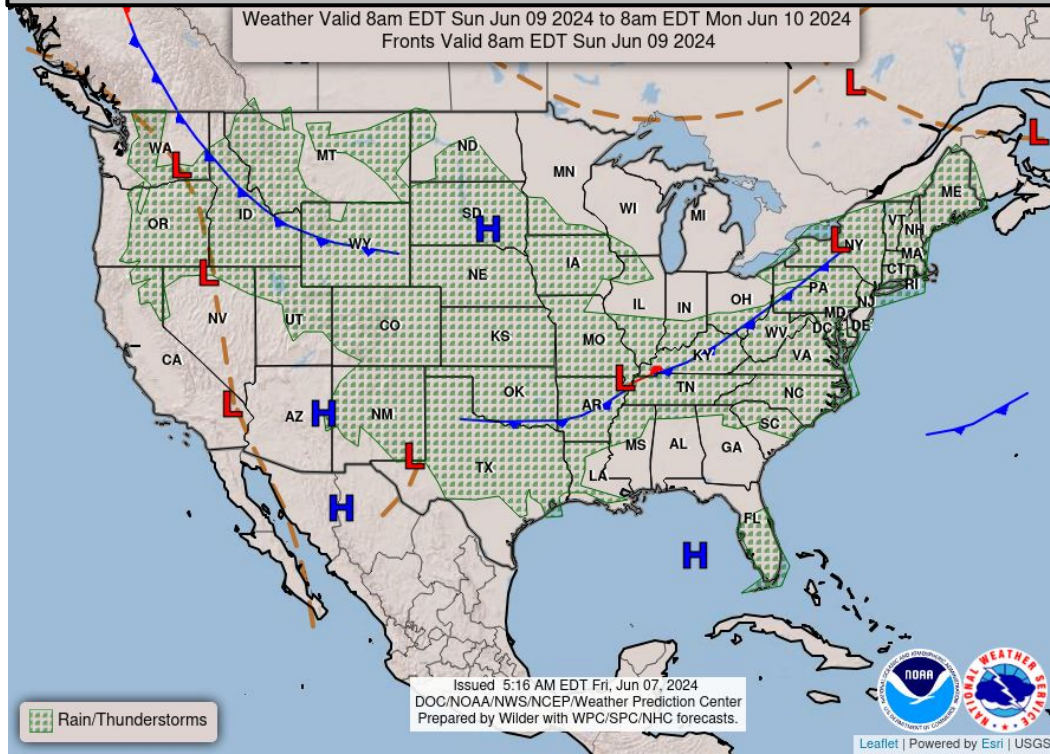 Weather Valid 8am EDT Sun Jun 09 2024 to 8am EDT Mon Jun 10 2024
Fronts Valid 8am EDT Sun Jun 09 2024
L
L
WA
L
MT
ND
MN
ME
OR
ID
SD
H
WI
MI
VT
NH
WY
L
NY
MA
L
NE
IA
CT
RI
PA
NJ
NV
UT
CO
IL
IN
OH
MD
DE
DC
KS
MO
WV
VA
CA
KY
L
TN
OK
NC
L
AZ
H
NM
AR
SC
MS
AL
GA
L
TX
LA
H
FL
H
Issued 5:16 AM EDT Fri, Jun 07, 2024
DOC/NOAA/NWS/NCEP/Weather Prediction Center
Prepared by Wilder with WPC/SPC/NHC forecasts.
Rain/Thunderstorms
NOAA
NATIONAL WEATHER SERVICE
Leaflet | Powered by Esri | USGS